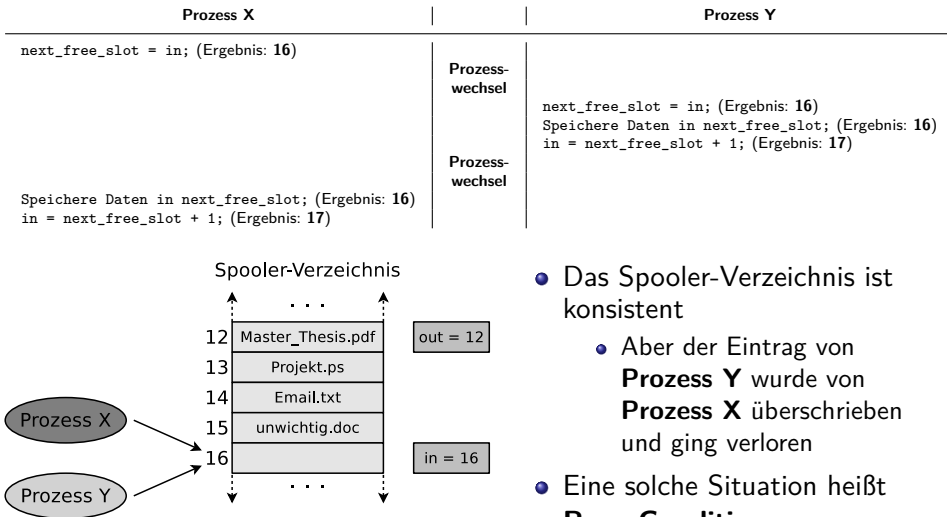 Prozess X
Prozess Y
next_free_slot = in; (Ergebnis: 16)
Prozess-
wechsel
next_free_slot = in; (Ergebnis: 16)
Speichere Daten in next_free_slot; (Ergebnis: 16)
in = next_free_slot + 1; (Ergebnis: 17)
Prozess-
wechsel
Speichere Daten in next_free_slot; (Ergebnis: 16)
in = next_free_slot + 1; (Ergebnis: 17)
Spooler-Verzeichnis
. . .
12 Master_Thesis.pdf out = 12
13 Projekt.ps
14 Email.txt
15 unwichtig.doc
16 in = 16
. . .
Prozess X
Prozess Y
Das Spooler-Verzeichnis ist
konsistent
Aber der Eintrag von
Prozess Y wurde von
Prozess X überschrieben
und ging verloren
Eine solche Situation heißt